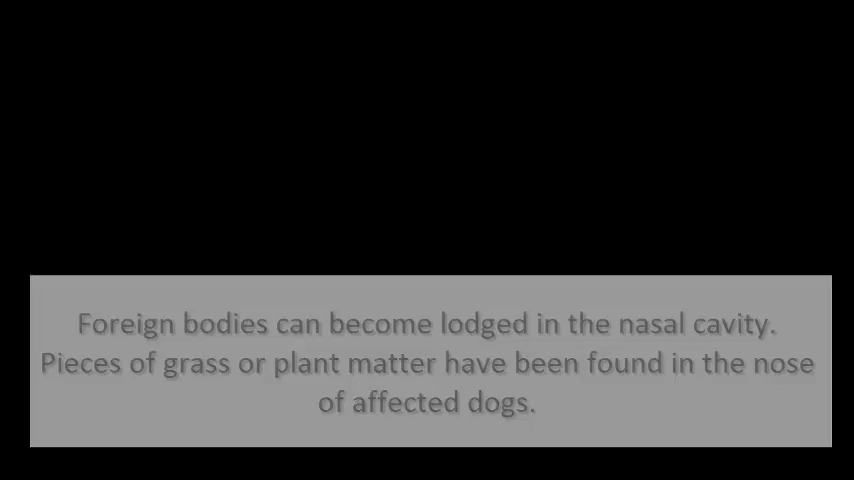 Foreign bodies can become lodged in the nasal cavity.
Pieces of grass or plant matter have been found in the nose
of affected dogs.